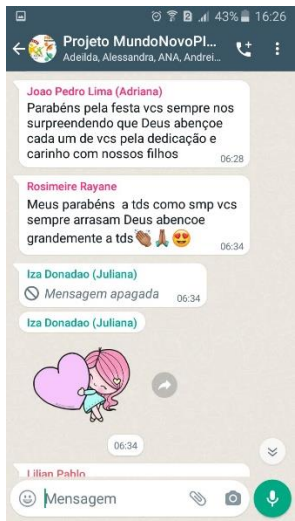 43% 16:26
Projeto MundoNovoPl...
Adeilda, Alessandra, ANA, Andrei...
Joao Pedro Lima (Adriana)
Parabéns pela festa vcs sempre nos
surpreendendo que Deus abençoe
cada um de vcs pela dedicação e
carinho com nossos filhos
06:28
Rosimeire Rayane
Meus parabéns a tds como smp vcs
sempre arrasam Deus abencoe
grandemente a tds👏🏽🙏🏽😍
06:34
Iza Donadao (Juliana)
Mensagem apagada 06:34
Iza Donadao (Juliana)
06:34
Lilian Pablo
Mensagem